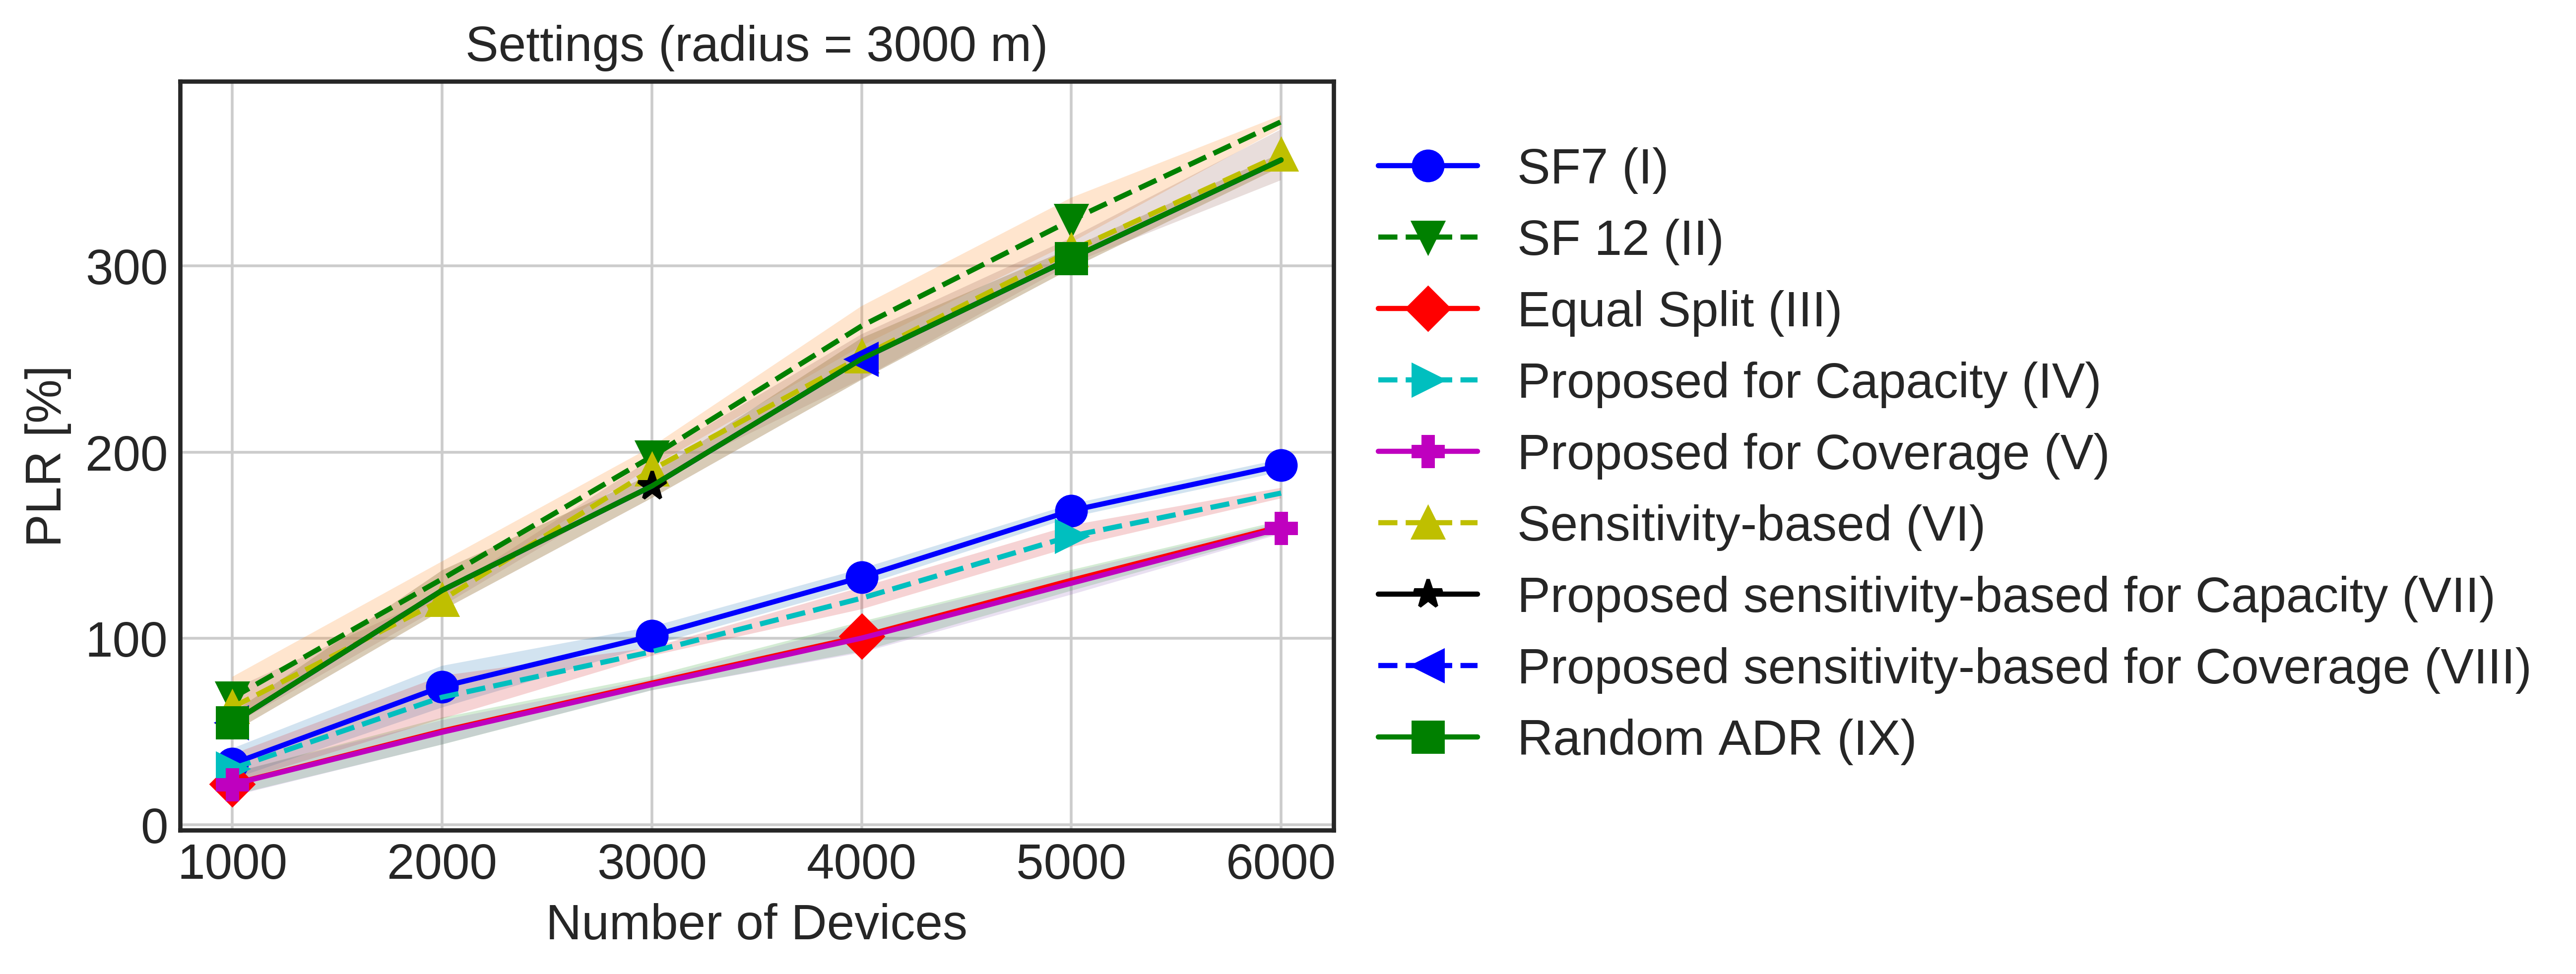 Settings (radius = 3000 m)
PLR [%]
300
200
100
0
1000 2000 3000 4000 5000 6000
Number of Devices
SF7 (I)
SF 12 (II)
Equal Split (III)
Proposed for Capacity (IV)
Proposed for Coverage (V)
Sensitivity-based (VI)
Proposed sensitivity-based for Capacity (VII)
Proposed sensitivity-based for Coverage (VIII)
Random ADR (IX)